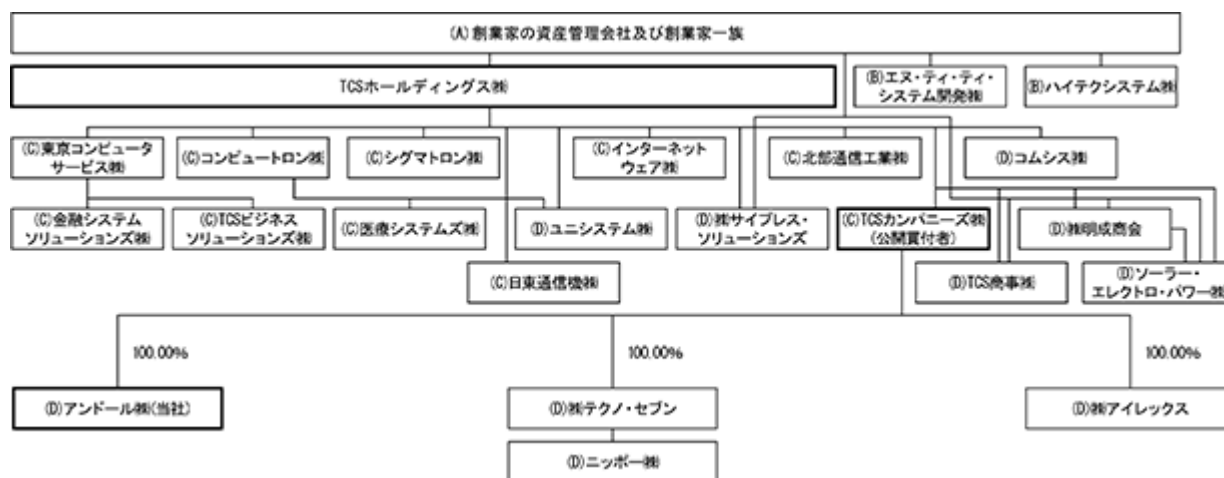 (A)創業家の資産管理会社及び創業家一族
TCSホールディングス㈱
(B)エヌ・ティ・ティ・
システム開発㈱
(B)ハイテクシステム㈱
(C)東京コンピュータ
サービス㈱
(C)コンピュートロン㈱
(C)シグマトロン㈱
(C)インターネット
ウェア㈱
(C)北部通信工業㈱
(D)コムシス㈱
(C)金融システム
ソリューションズ㈱
(C)TCSビジネス
ソリューションズ㈱
(C)医療システムズ㈱
(D)ユニシステム㈱
(D)㈱サイプレス・
ソリューションズ
(C)TCSカンパニーズ㈱
(公開買付者)
(D)㈱明成商会
(C)日東通信機㈱
(D)TCS商事㈱
(D)ソーラー・
エレクトロ・パワー㈱
100.00%
100.00%
100.00%
(D)アンドール㈱(当社)
(D)㈱テクノ・セブン
(D)㈱アイレックス
(D)ニッポー㈱